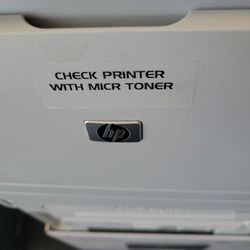 CHECK PRINTER
WITH MICR TONER
hp